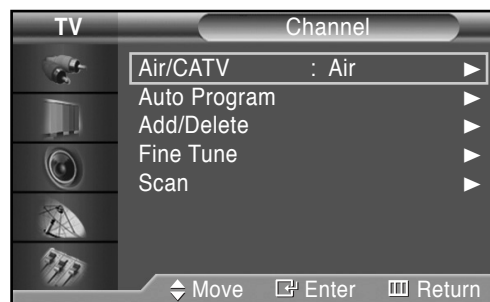 TV Channel
Air/CATV : Air
Auto Program
Add/Delete
Fine Tune
Scan
Move Enter Return